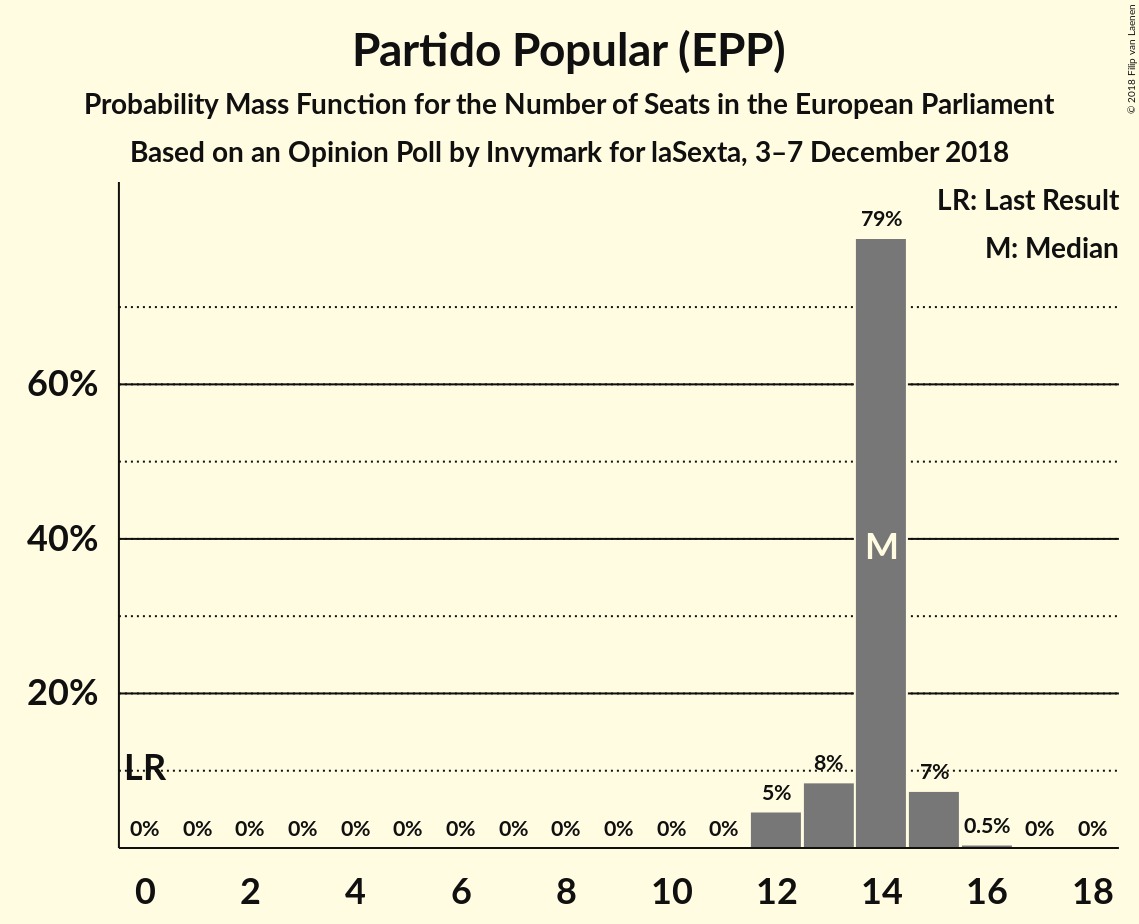 Partido Popular (EPP)
Probability Mass Function for the Number of Seats in the European Parliament
Based on an Opinion Poll by Invymark for laSexta, 3–7 December 2018
© 2018 Filip van Laenen
LR: Last Result
M: Median
79%
60%
40%
M
20%
LR
0% 0% 0% 0% 0% 0% 0% 0% 0% 0% 0% 0% 5% 8% 7% 0.5% 0% 0%
0 2 4 6 8 10 12 14 16 18